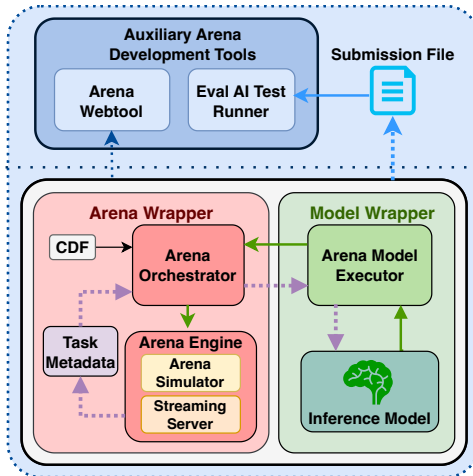 Auxiliary Arena
Development Tools
Submission File
Arena
Webtool
Eval AI Test
Runner
Arena Wrapper
Model Wrapper
CDF
Arena
Orchestrator
Arena Model
Executor
Task
Metadata
Arena Engine
Arena
Simulator
Streaming
Server
Inference Model